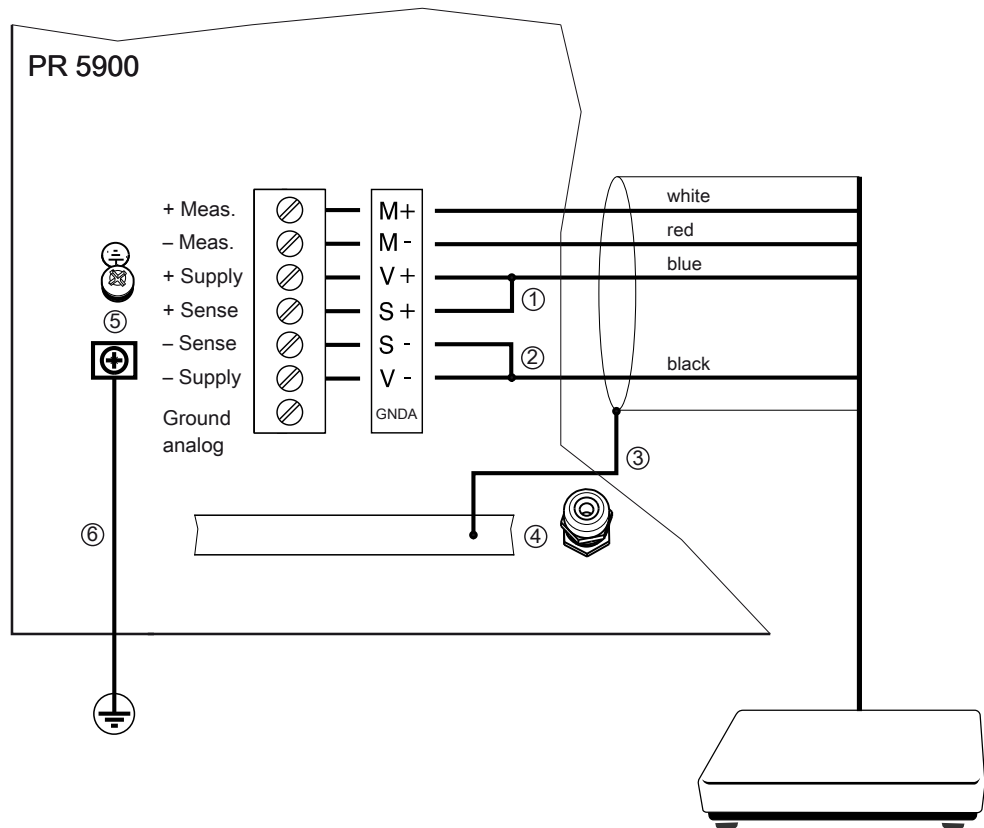 PR 5900
+ Meas.
– Meas.
+ Supply
+ Sense
– Sense
– Supply
Ground
analog
M+
M -
V +
S +
S -
V -
GNDA
white
red
blue
black
①
②
③
④
⑤
⑥